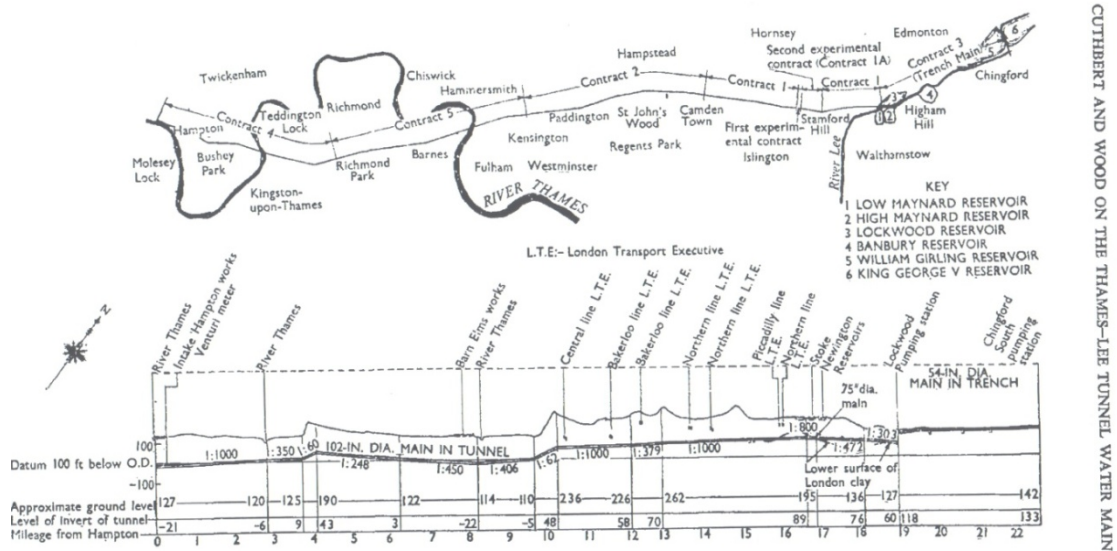 CUTHBERT AND WOOD ON THE THAMES–LEE TUNNEL WATER MAIN
Twickenham
Chiswick
Hammersmith
Hampstead
Hornsey
Second experimental
contract (Contract 1A)
Edmonton
Contract 3
(Trench Main)
Chingford
6
5
Contract 4
Teddington
Lock
Richmond
Contract 5
Contract 2
Contract 1
Contract 1
3
4
1 2
Hampton
Bushey
Park
Molesey
Lock
Kingston-
upon-Thames
Richmond
Park
Barnes
Fulham
Kensington
Westminster
RIVER THAMES
Paddington
St John's
Wood
Regents Park
Camden
Town
First experim-
ental contract
Islington
Stamford
Hill
River Lee
Higham
Hill
Walthamstow
KEY
1 LOW MAYNARD RESERVOIR
2 HIGH MAYNARD RESERVOIR
3 LOCKWOOD RESERVOIR
4 BANBURY RESERVOIR
5 WILLIAM GIRLING RESERVOIR
6 KING GEORGE V RESERVOIR
L.T.E:– London Transport Executive
N
River Thames
Intake Hampton works
Venturi meter
River Thames
Barn Elms works
River Thames
Central line L.T.E.
Bakerloo line L.T.E.
Bakerloo line L.T.E.
Northern line L.T.E.
Northern line L.T.E.
Piccadilly line
L.T.E.
Northern line
L.T.E.
Stoke
Newington
Reservoirs
Lockwood
Pumping station
Chingford
South
pumping
station
54-IN. DIA.
MAIN IN TRENCH
75" dia.
main
100
Datum 100 ft below O.D.
-100
1:1000
1:350
1:60
102-IN. DIA. MAIN IN TUNNEL
1:248
1:450
1:406
1:62
1:1000
1:379
1:1000
1:800
1:472
1:303
Lower surface of
London clay
Approximate ground level 127 120 125 190 122 114 110 236 226 262 195 136 127 142
Level of Invert of tunnel -21 -6 9 43 3 -22 -5 48 58 70 89 76 60 118 133
Mileage from Hampton 0 1 2 3 4 5 6 7 8 9 10 11 12 13 14 15 16 17 18 19 20 21 22